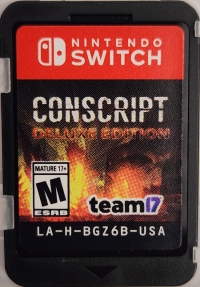 NINTENDO
SWITCH
CONSCRIPT
DELUXE EDITION
MATURE 17+
M
ESRB
team17
LA-H-BGZ6B-USA